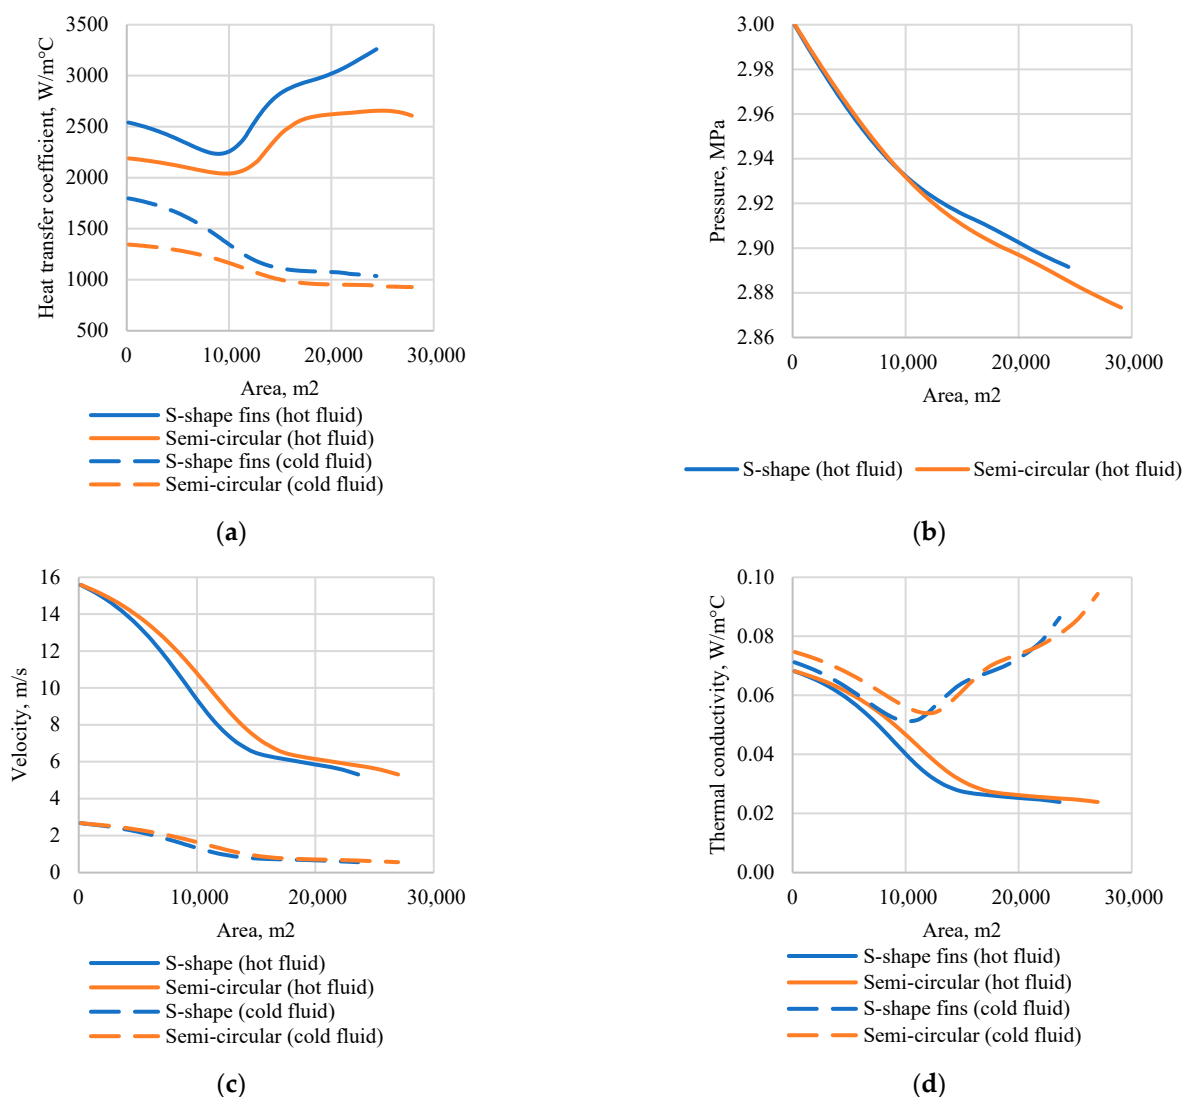 Heat transfer coefficient, W/m°C
3500
3000
2500
2000
1500
1000
500
0
10,000
20,000
30,000
Area, m2
S-shape fins (hot fluid)
Semi-circular (hot fluid)
S-shape fins (cold fluid)
Semi-circular (cold fluid)
(a)
Pressure, MPa
3.00
2.98
2.96
2.94
2.92
2.90
2.88
2.86
0
10,000
20,000
30,000
Area, m2
S-shape (hot fluid)
Semi-circular (hot fluid)
(b)
Velocity, m/s
16
14
12
10
8
6
4
2
0
0
10,000
20,000
30,000
Area, m2
S-shape (hot fluid)
Semi-circular (hot fluid)
S-shape (cold fluid)
Semi-circular (cold fluid)
(c)
Thermal conductivity, W/m°C
0.10
0.08
0.06
0.04
0.02
0.00
0
10,000
20,000
30,000
Area, m2
S-shape fins (hot fluid)
Semi-circular (hot fluid)
S-shape fins (cold fluid)
Semi-circular (cold fluid)
(d)